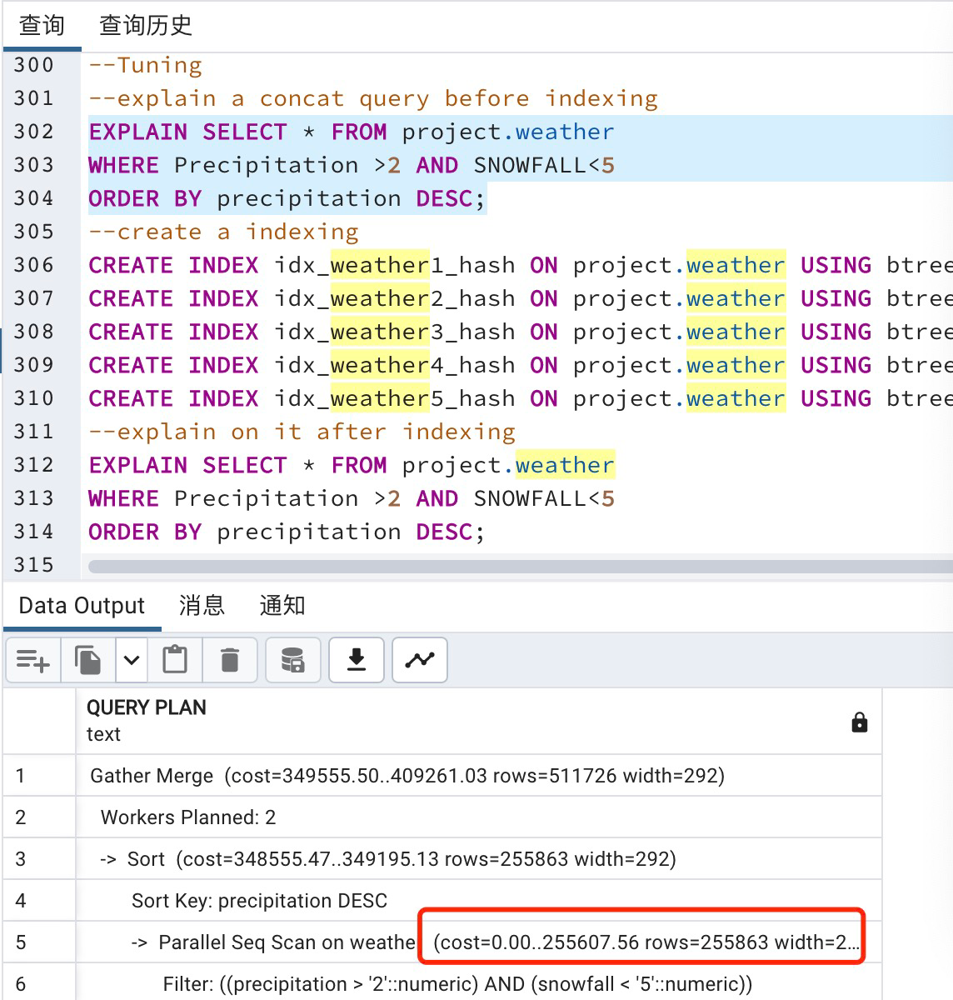 查询 查询历史
300 --Tuning
301 --explain a concat query before indexing
302 EXPLAIN SELECT * FROM project.weather
303 WHERE Precipitation >2 AND SNOWFALL<5
304 ORDER BY precipitation DESC;
305 --create a indexing
306 CREATE INDEX idx_weather1_hash ON project.weather USING btree
307 CREATE INDEX idx_weather2_hash ON project.weather USING btree
308 CREATE INDEX idx_weather3_hash ON project.weather USING btree
309 CREATE INDEX idx_weather4_hash ON project.weather USING btree
310 CREATE INDEX idx_weather5_hash ON project.weather USING btree
311 --explain on it after indexing
312 EXPLAIN SELECT * FROM project.weather
313 WHERE Precipitation >2 AND SNOWFALL<5
314 ORDER BY precipitation DESC;
315
Data Output 消息 通知
QUERY PLAN
text
1 Gather Merge (cost=349555.50..409261.03 rows=511726 width=292)
2 Workers Planned: 2
3 -> Sort (cost=348555.47..349195.13 rows=255863 width=292)
4 Sort Key: precipitation DESC
5 -> Parallel Seq Scan on weathe (cost=0.00..255607.56 rows=255863 width=2...
6 Filter: ((precipitation > '2'::numeric) AND (snowfall < '5'::numeric))